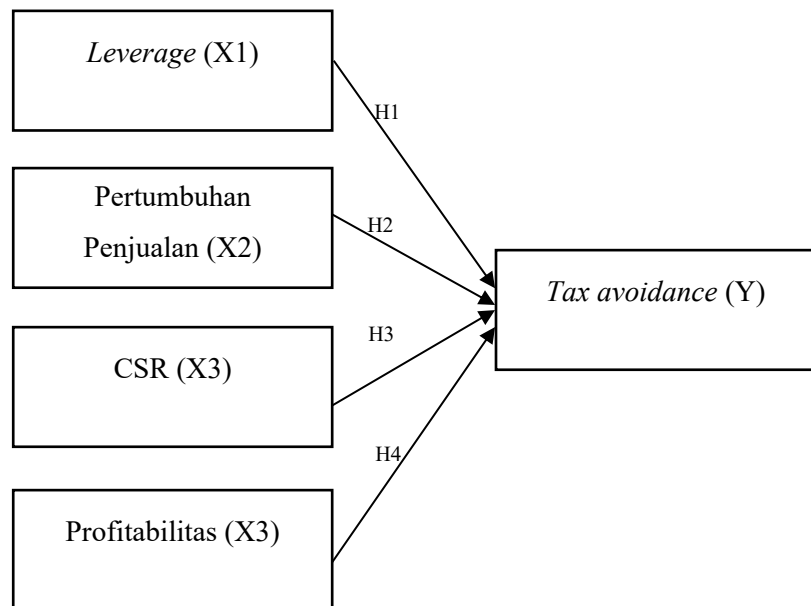 Leverage (X1)
H1
Pertumbuhan
Penjualan (X2)
H2
Tax avoidance (Y)
CSR (X3)
H3
Profitabilitas (X3)
H4